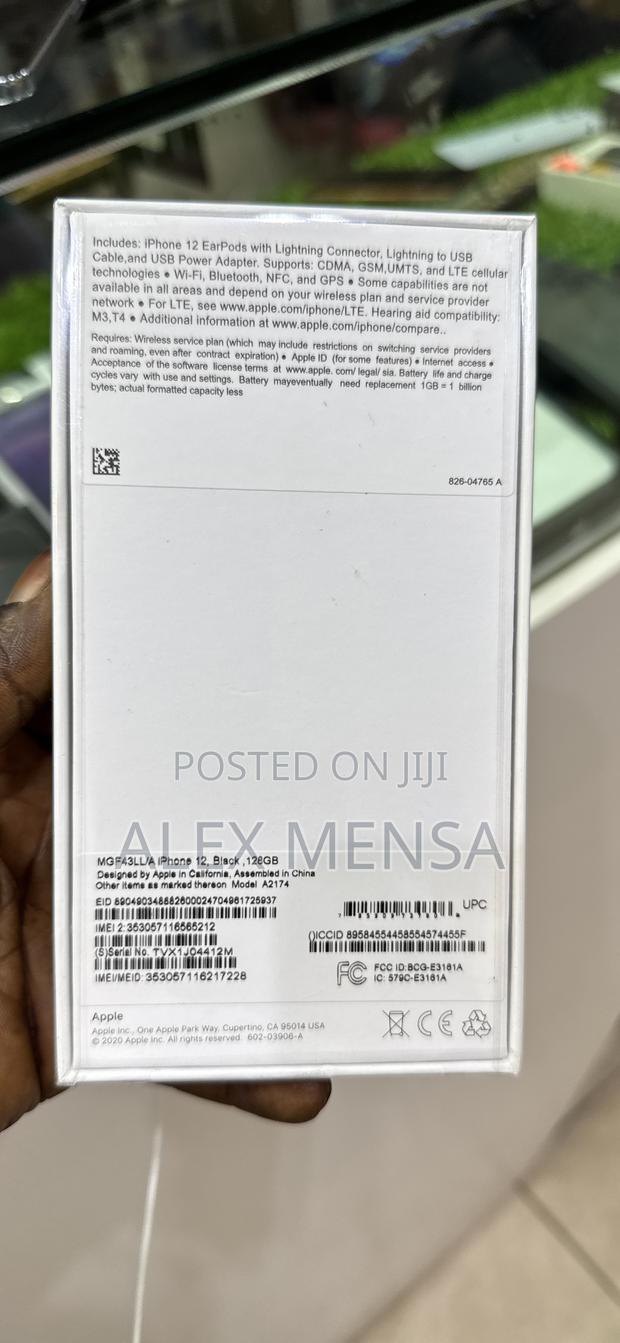 Includes: iPhone 12 EarPods with Lightning Connector, Lightning to USB
Cable,and USB Power Adapter. Supports: CDMA, GSM,UMTS, and LTE cellular
technologies • Wi-Fi, Bluetooth, NFC, and GPS • Some capabilities are not
available in all areas and depend on your wireless plan and service provider
network • For LTE, see www.apple.com/iphone/LTE. Hearing aid compatibility:
M3,T4 • Additional information at www.apple.com/iphone/compare..
Requires: Wireless service plan (which may include restrictions on switching service providers
and roaming, even after contract expiration) • Apple ID (for some features) • Internet access •
Acceptance of the software license terms at www.apple. com/ legal/ sia. Battery life and charge
cycles vary with use and settings. Battery mayeventually need replacement 1GB = 1 billion
bytes; actual formatted capacity less
826-04765 A
POSTED ON JIJI
ALEX MENSA
MGF43LL/A iPhone 12, Black ,128GB
Designed by Apple in California, Assembled in China
Other items as marked thereon Model A2174
EID 89049034868260002470496172593​7
UPC
IMEI 2: 353057116565212
(S)Serial No. TVX1J04412M
()ICCID 89584554458554574455F
IMEI/MEID: 353057116217228
FC FCC ID:BCG-E3161A
IC: 579C-E3161A
Apple
Apple Inc., One Apple Park Way, Cupertino, CA 95014 USA
© 2020 Apple Inc. All rights reserved. 602-03906-A
CE